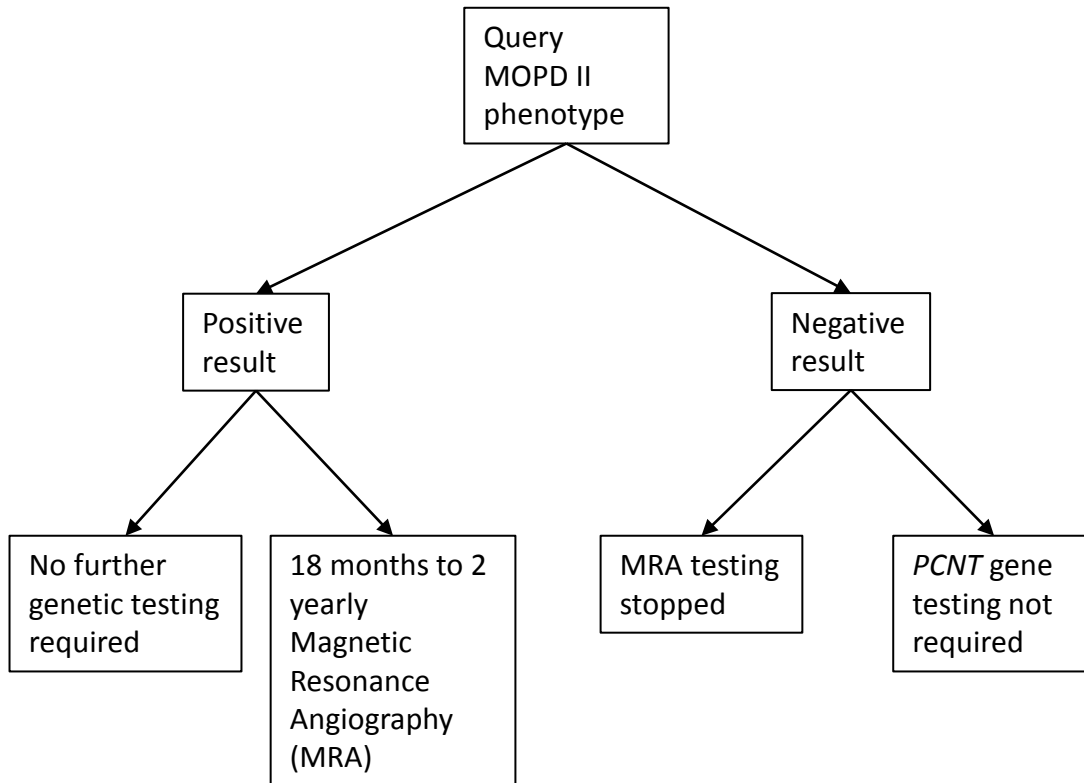 Query
MOPD II
phenotype
Positive
result
Negative
result
No further
genetic testing
required
18 months to 2
yearly
Magnetic
Resonance
Angiography
(MRA)
MRA testing
stopped
PCNT gene
testing not
required